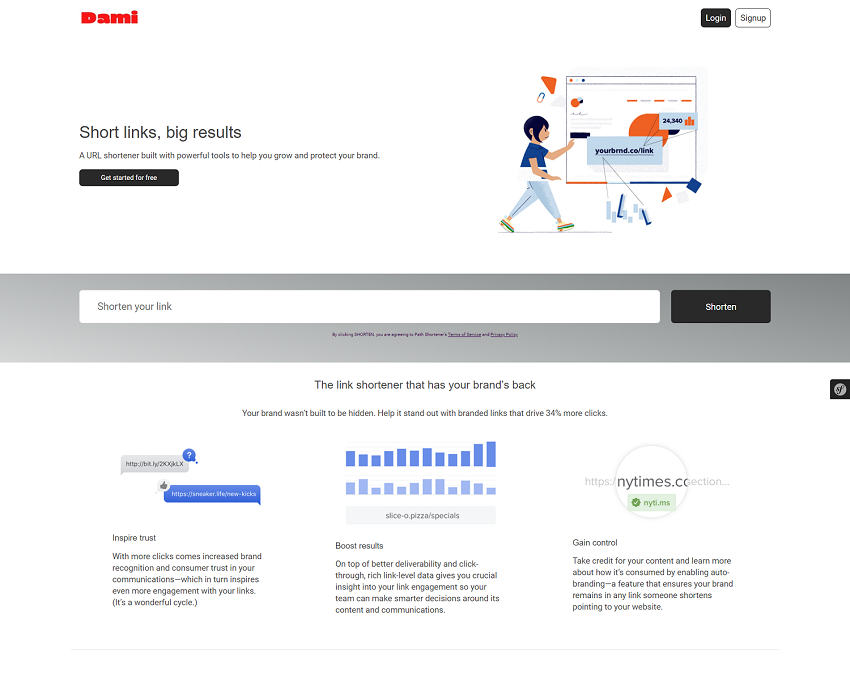 Dami
Login
Signup
Short links, big results
A URL shortener built with powerful tools to help you grow and protect your brand.
Get started for free
24,340
yourbrnd.co/link
Shorten your link
Shorten
By clicking SHORTEN, you are agreeing to Path Shortener's Terms of Service and Privacy Policy
The link shortener that has your brand's back
Your brand wasn't built to be hidden. Help it stand out with branded links that drive 34% more clicks.
http://bit.ly/2KXjkLX
?
https://sneaker.life/new-kicks
Inspire trust
With more clicks comes increased brand
recognition and consumer trust in your
communications—which in turn inspires
even more engagement with your links.
(It's a wonderful cycle.)
slice-o.pizza/specials
Boost results
On top of better deliverability and click-
through, rich link-level data gives you crucial
insight into your link engagement so your
team can make smarter decisions around its
content and communications.
https:/nytimes.co section...
nyti.ms
Gain control
Take credit for your content and learn more
about how it's consumed by enabling auto-
branding—a feature that ensures your brand
remains in any link someone shortens
pointing to your website.
sf